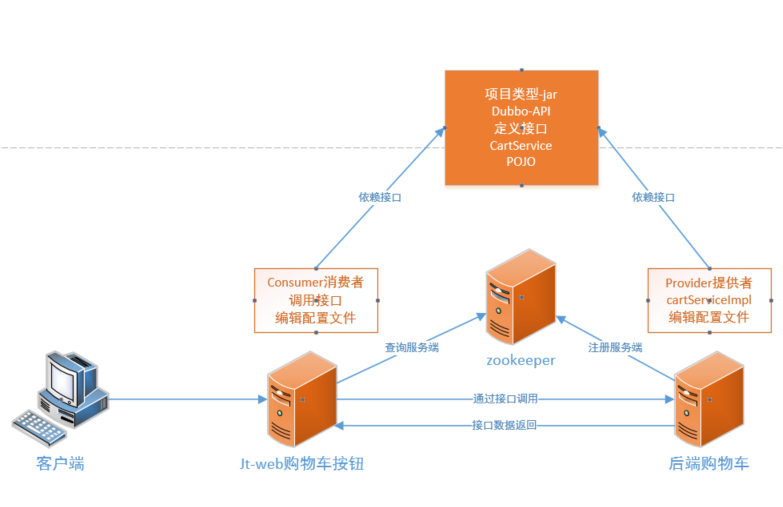 项目类型-jar
Dubbo-API
定义接口
CartService
POJO
依赖接口
依赖接口
Consumer消费者
调用接口
编辑配置文件
Provider提供者
cartServiceImpl
编辑配置文件
查询服务端
注册服务端
zookeeper
通过接口调用
接口数据返回
客户端
Jt-web购物车按钮
后端购物车